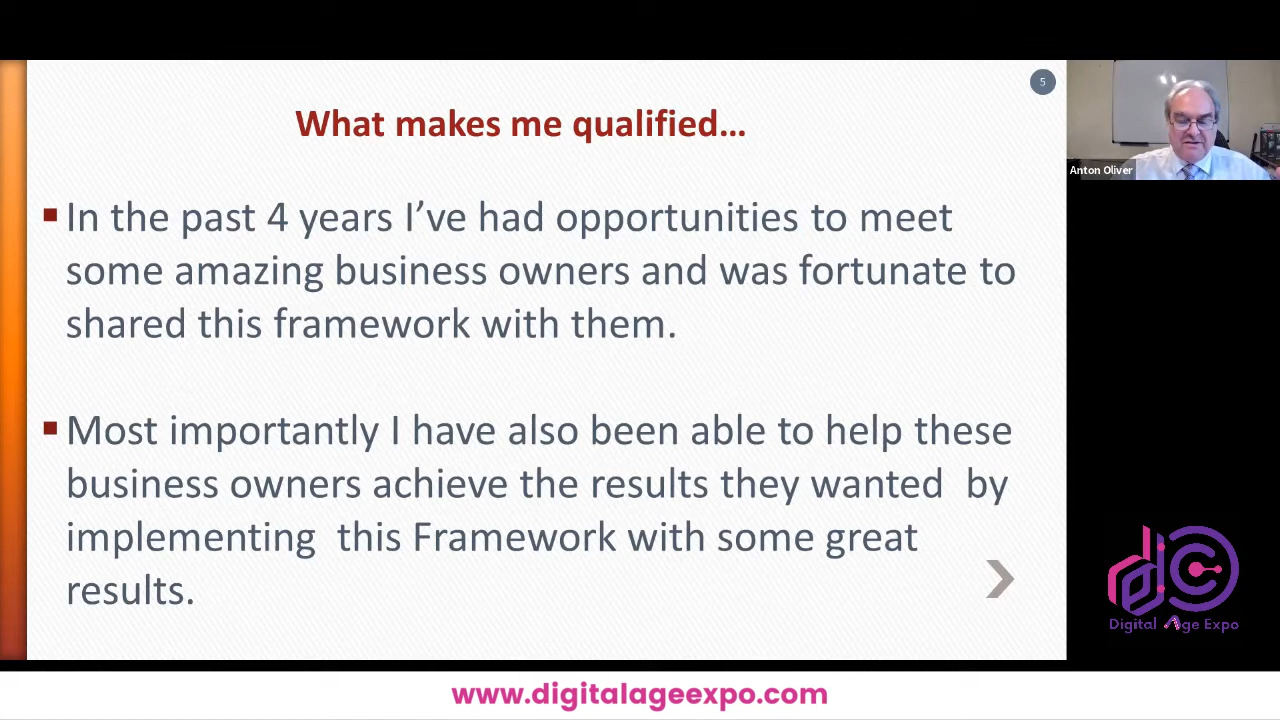 5
What makes me qualified...
Anton Oliver
▪ In the past 4 years I’ve had opportunities to meet
some amazing business owners and was fortunate to
shared this framework with them.
▪ Most importantly I have also been able to help these
business owners achieve the results they wanted  by
implementing  this Framework with some great
results.
Digital Age Expo
www.digitalageexpo.com